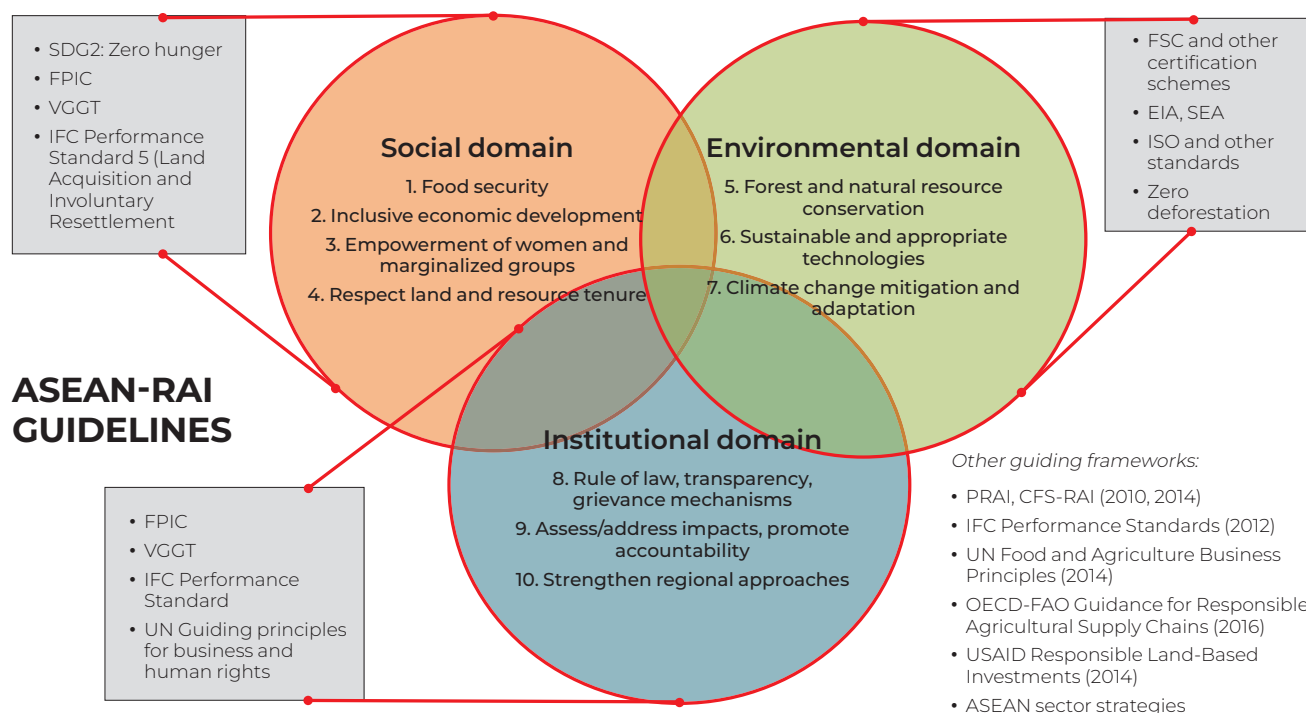 • SDG2: Zero hunger
• FPIC
• VGGT
• IFC Performance
Standard 5 (Land
Acquisition and
Involuntary
Resettlement
Social domain
1. Food security
2. Inclusive economic development
3. Empowerment of women and
marginalized groups
4. Respect land and resource tenure
Environmental domain
5. Forest and natural resource
conservation
6. Sustainable and appropriate
technologies
7. Climate change mitigation and
adaptation
• FSC and other
certification
schemes
• EIA, SEA
• ISO and other
standards
• Zero
deforestation
ASEAN-RAI
GUIDELINES
Institutional domain
8. Rule of law, transparency,
grievance mechanisms
9. Assess/address impacts, promote
accountability
10. Strengthen regional approaches
• FPIC
• VGGT
• IFC Performance
Standard
• UN Guiding principles
for business and
human rights
Other guiding frameworks:
• PRAI, CFS-RAI (2010, 2014)
• IFC Performance Standards (2012)
• UN Food and Agriculture Business
Principles (2014)
• OECD-FAO Guidance for Responsible
Agricultural Supply Chains (2016)
• USAID Responsible Land-Based
Investments (2014)
• ASEAN sector strategies